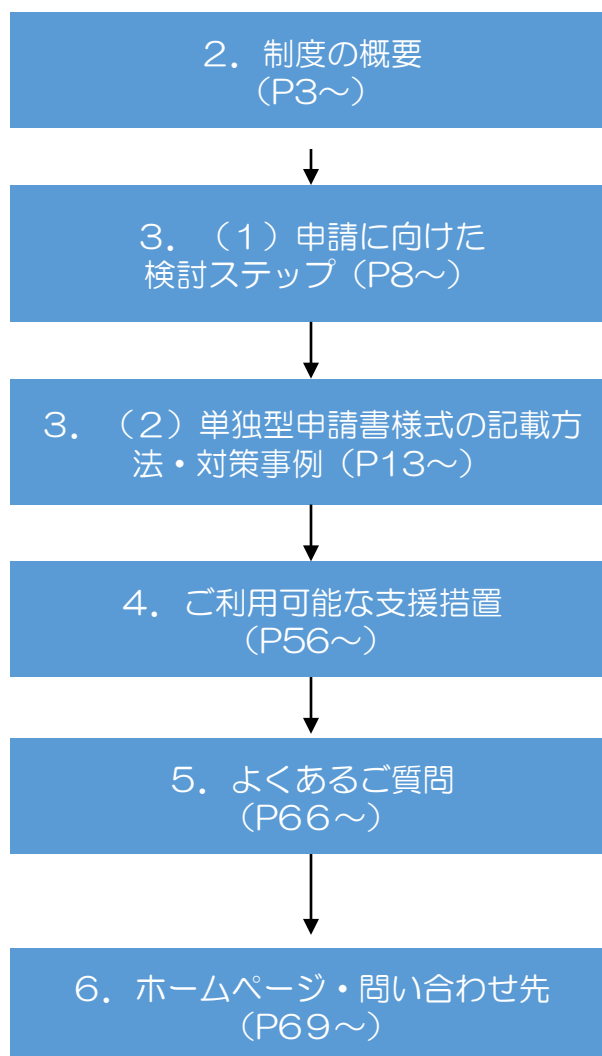 ２．制度の概要
（P3～）
３．（１）申請に向けた
検討ステップ（P8～）
３．（２）単独型申請書様式の記載方
法・対策事例（P13～）
４．ご利用可能な支援措置
（P56～）
５．よくあるご質問
（P6６～）
６．ホームページ・問い合わせ先
（P69～）